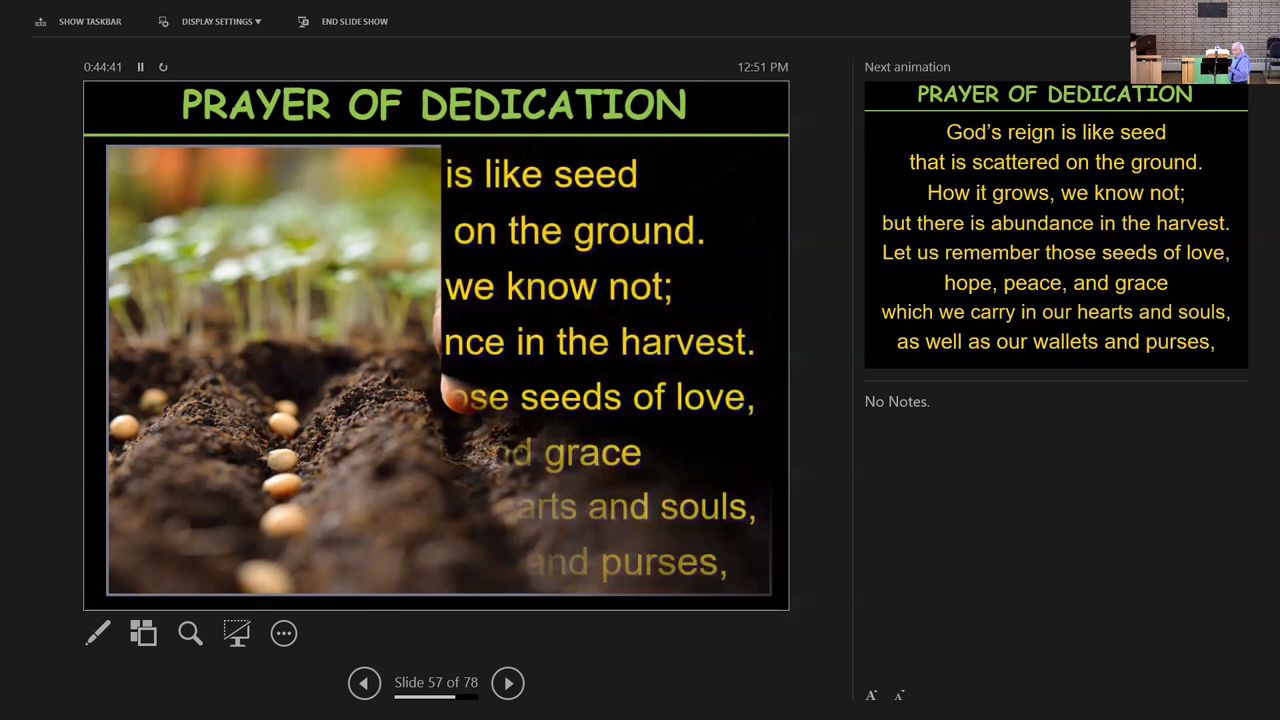 SHOW TASKBAR
DISPLAY SETTINGS ▼
END SLIDE SHOW
0:44:41
12:51 PM
PRAYER OF DEDICATION
is like seed
on the ground.
we know not;
nce in the harvest.
ose seeds of love,
nd grace
arts and souls,
and purses,
Slide 57 of 78
Next animation
PRAYER OF DEDICATION
God's reign is like seed
that is scattered on the ground.
How it grows, we know not;
but there is abundance in the harvest.
Let us remember those seeds of love,
hope, peace, and grace
which we carry in our hearts and souls,
as well as our wallets and purses,
No Notes.
A A